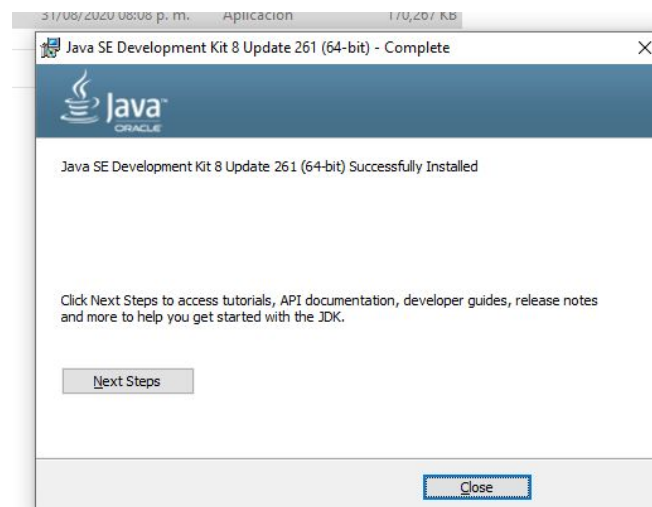 31/08/2020 08:08 p. m. Aplicación 170,267 KB
Java SE Development Kit 8 Update 261 (64-bit) - Complete
Java™
ORACLE
Java SE Development Kit 8 Update 261 (64-bit) Successfully Installed
Click Next Steps to access tutorials, API documentation, developer guides, release notes
and more to help you get started with the JDK.
Next Steps
Close